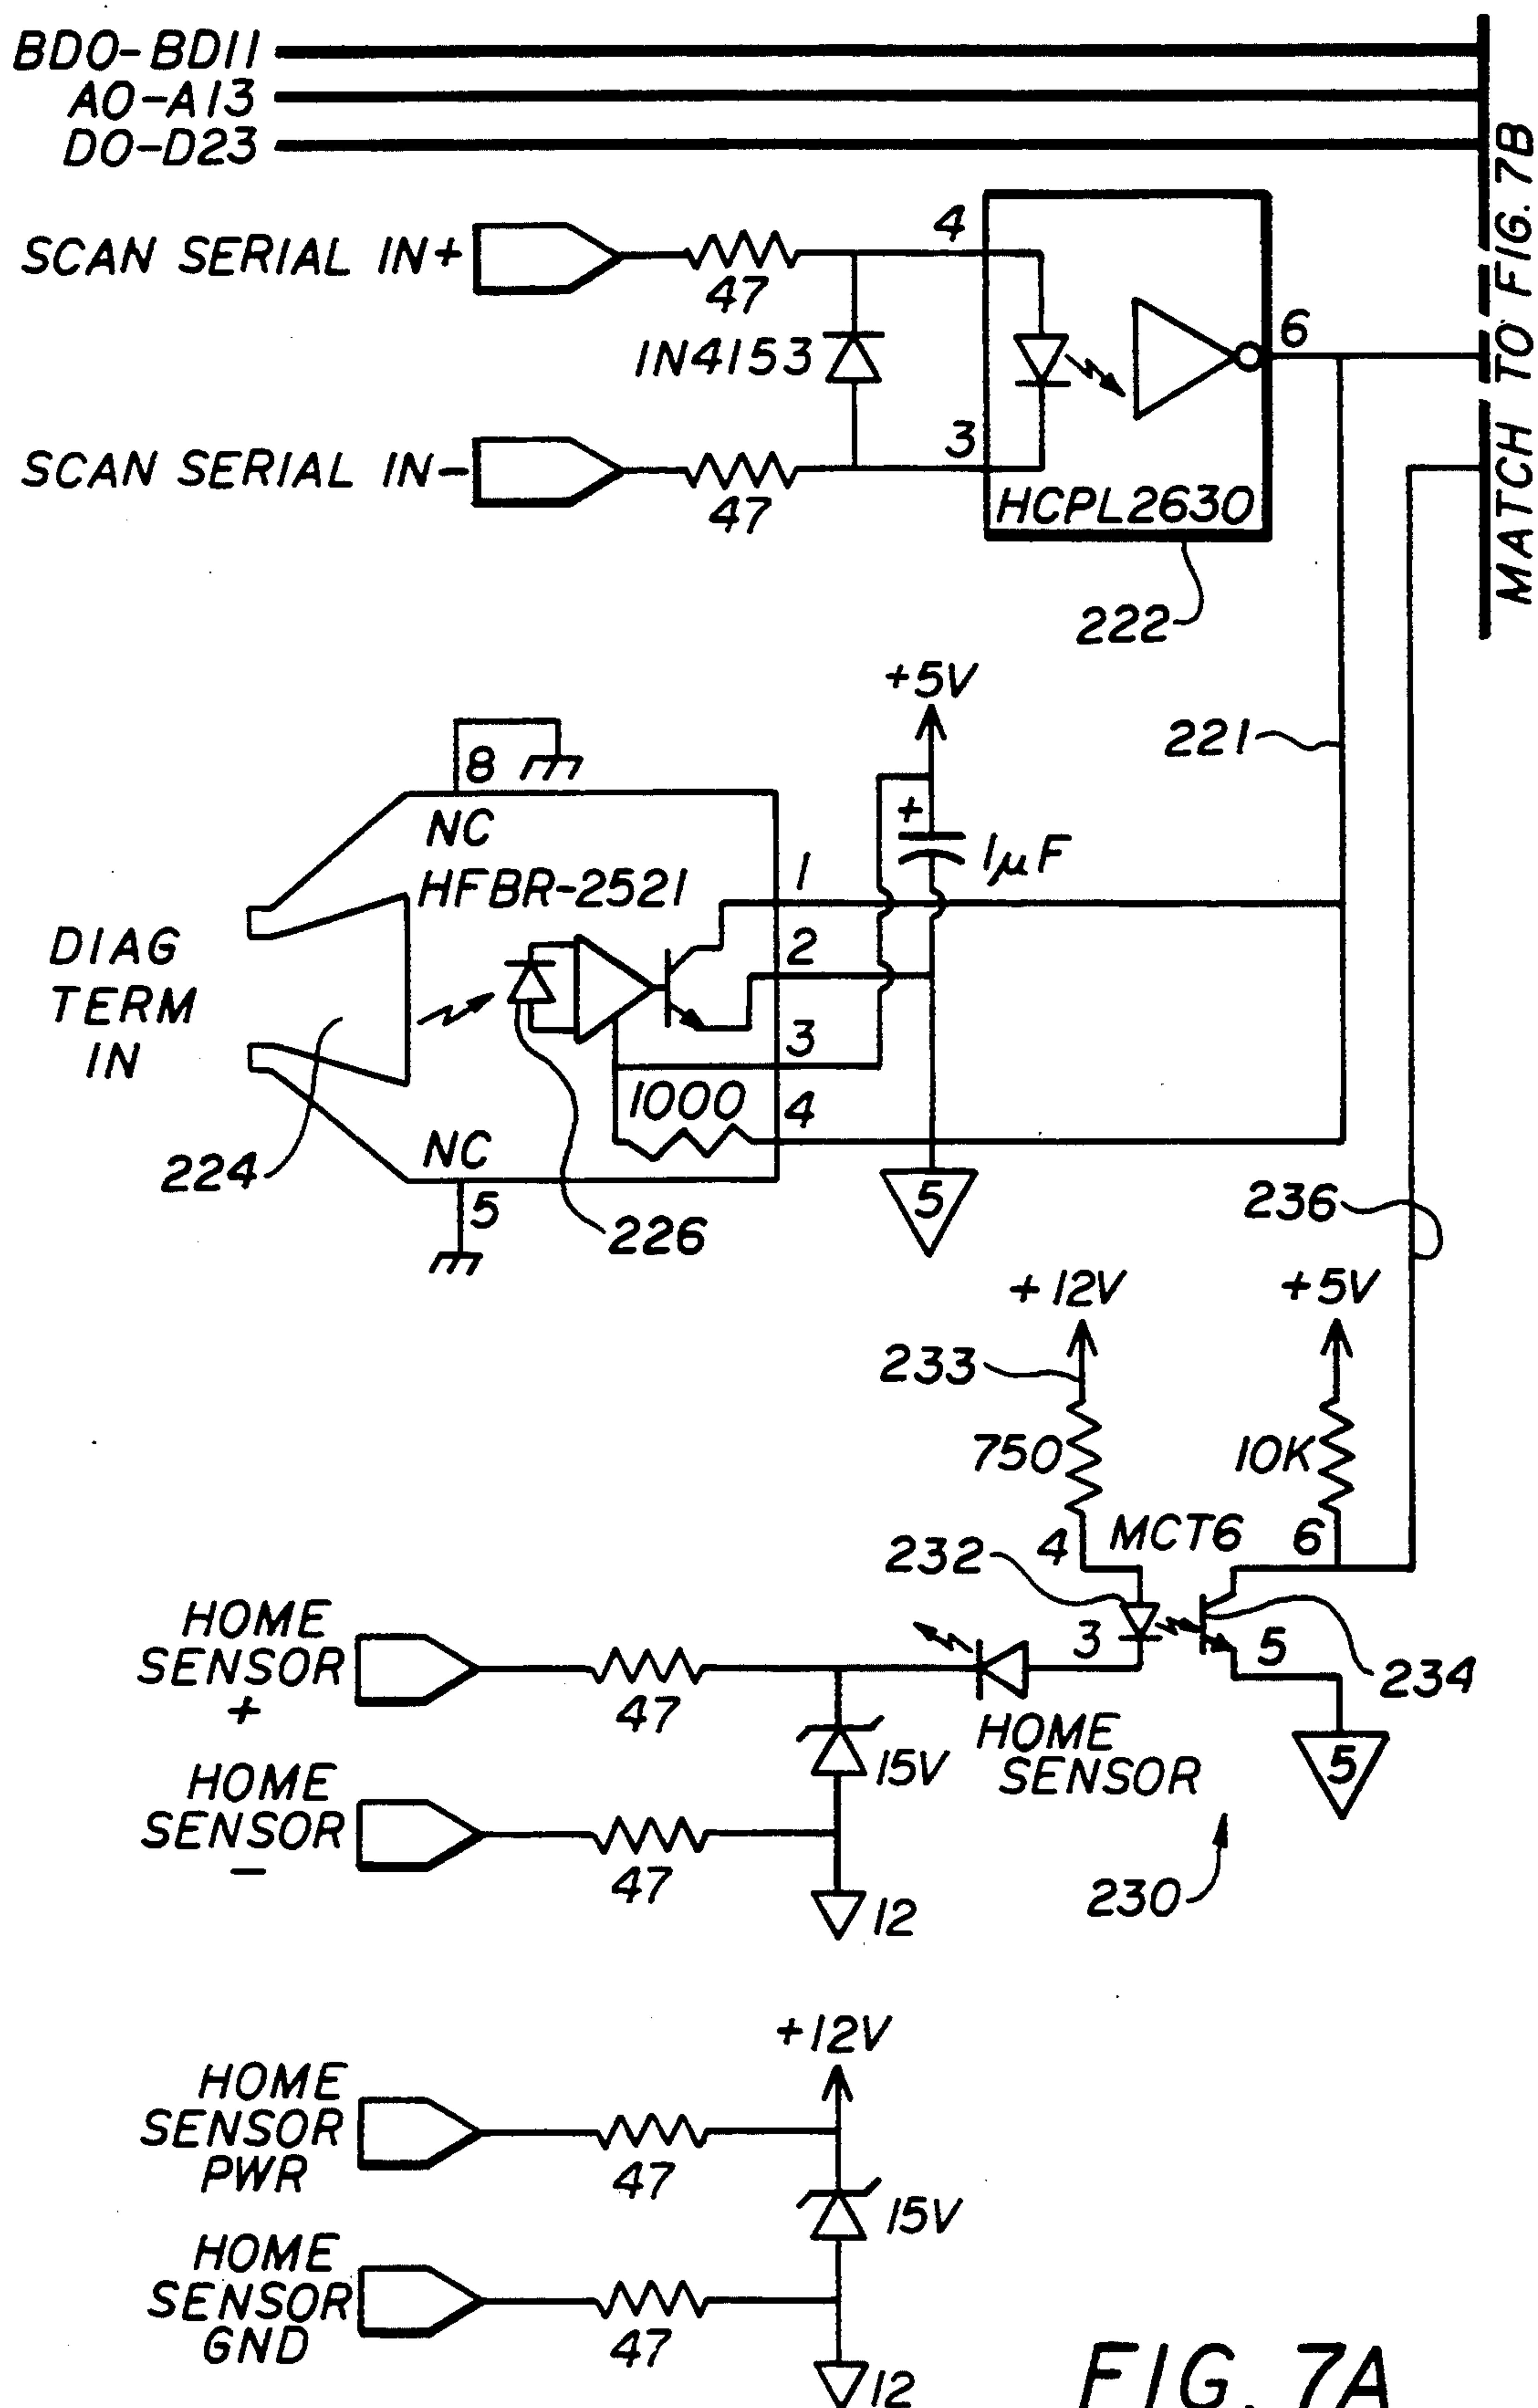 BD0-BD11
A0-A13
D0-D23
MATCH TO FIG. 7B
SCAN SERIAL IN+
47
4
1N4153
6
SCAN SERIAL IN-
47
3
HCPL2630
222
+5V
221
8
NC
+
1µF
HFBR-2521
1
DIAG
TERM
IN
2
3
1000
4
NC
224
5
226
5
236
+12V
+5V
233
750
10K
MCT6
232
4
6
HOME
SENSOR
+
47
3
5
234
HOME
SENSOR
15V
5
HOME
SENSOR
-
47
230
12
+12V
HOME
SENSOR
PWR
47
15V
HOME
SENSOR
GND
47
12
FIG. 7A